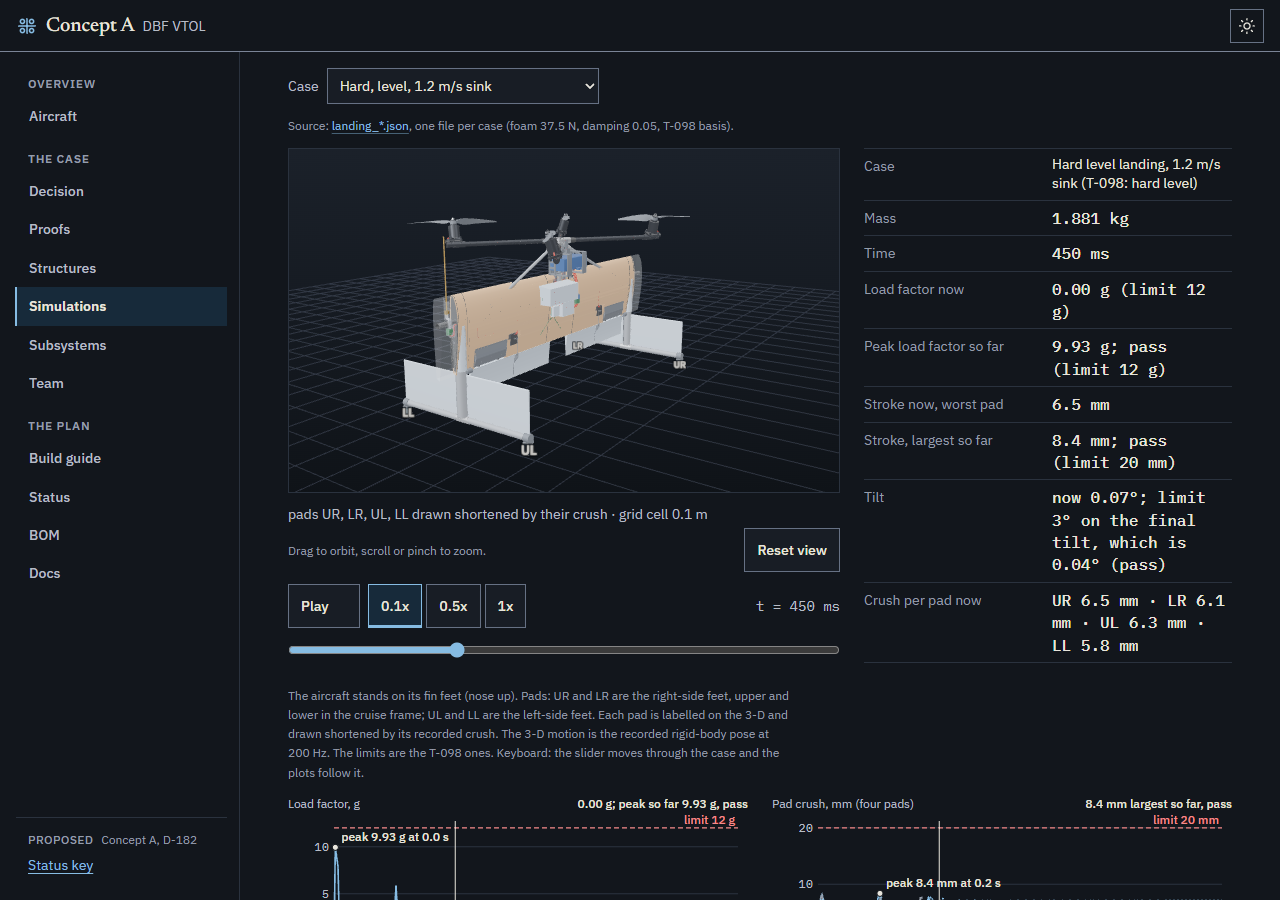 Concept A DBF VTOL
OVERVIEW
Aircraft
THE CASE
Decision
Proofs
Structures
Simulations
Subsystems
Team
THE PLAN
Build guide
Status
BOM
Docs
PROPOSED Concept A, D-182
Status key
Case Hard, level, 1.2 m/s sink
Source: landing_*.json, one file per case (foam 37.5 N, damping 0.05, T-098 basis).
LR
UR
LL
UL
pads UR, LR, UL, LL drawn shortened by their crush · grid cell 0.1 m
Drag to orbit, scroll or pinch to zoom.
Reset view
Play 0.1x 0.5x 1x t = 450 ms
Case Hard level landing, 1.2 m/s
sink (T-098: hard level)
Mass 1.881 kg
Time 450 ms
Load factor now 0.00 g (limit 12
g)
Peak load factor so far 9.93 g; pass
(limit 12 g)
Stroke now, worst pad 6.5 mm
Stroke, largest so far 8.4 mm; pass
(limit 20 mm)
Tilt now 0.07°; limit
3° on the final
tilt, which is
0.04° (pass)
Crush per pad now UR 6.5 mm · LR 6.1
mm · UL 6.3 mm ·
LL 5.8 mm
The aircraft stands on its fin feet (nose up). Pads: UR and LR are the right-side feet, upper and
lower in the cruise frame; UL and LL are the left-side feet. Each pad is labelled on the 3-D and
drawn shortened by its recorded crush. The 3-D motion is the recorded rigid-body pose at
200 Hz. The limits are the T-098 ones. Keyboard: the slider moves through the case and the
plots follow it.
Load factor, g 0.00 g; peak so far 9.93 g, pass
limit 12 g
peak 9.93 g at 0.0 s
10
5
Pad crush, mm (four pads) 8.4 mm largest so far, pass
limit 20 mm
20
10
peak 8.4 mm at 0.2 s